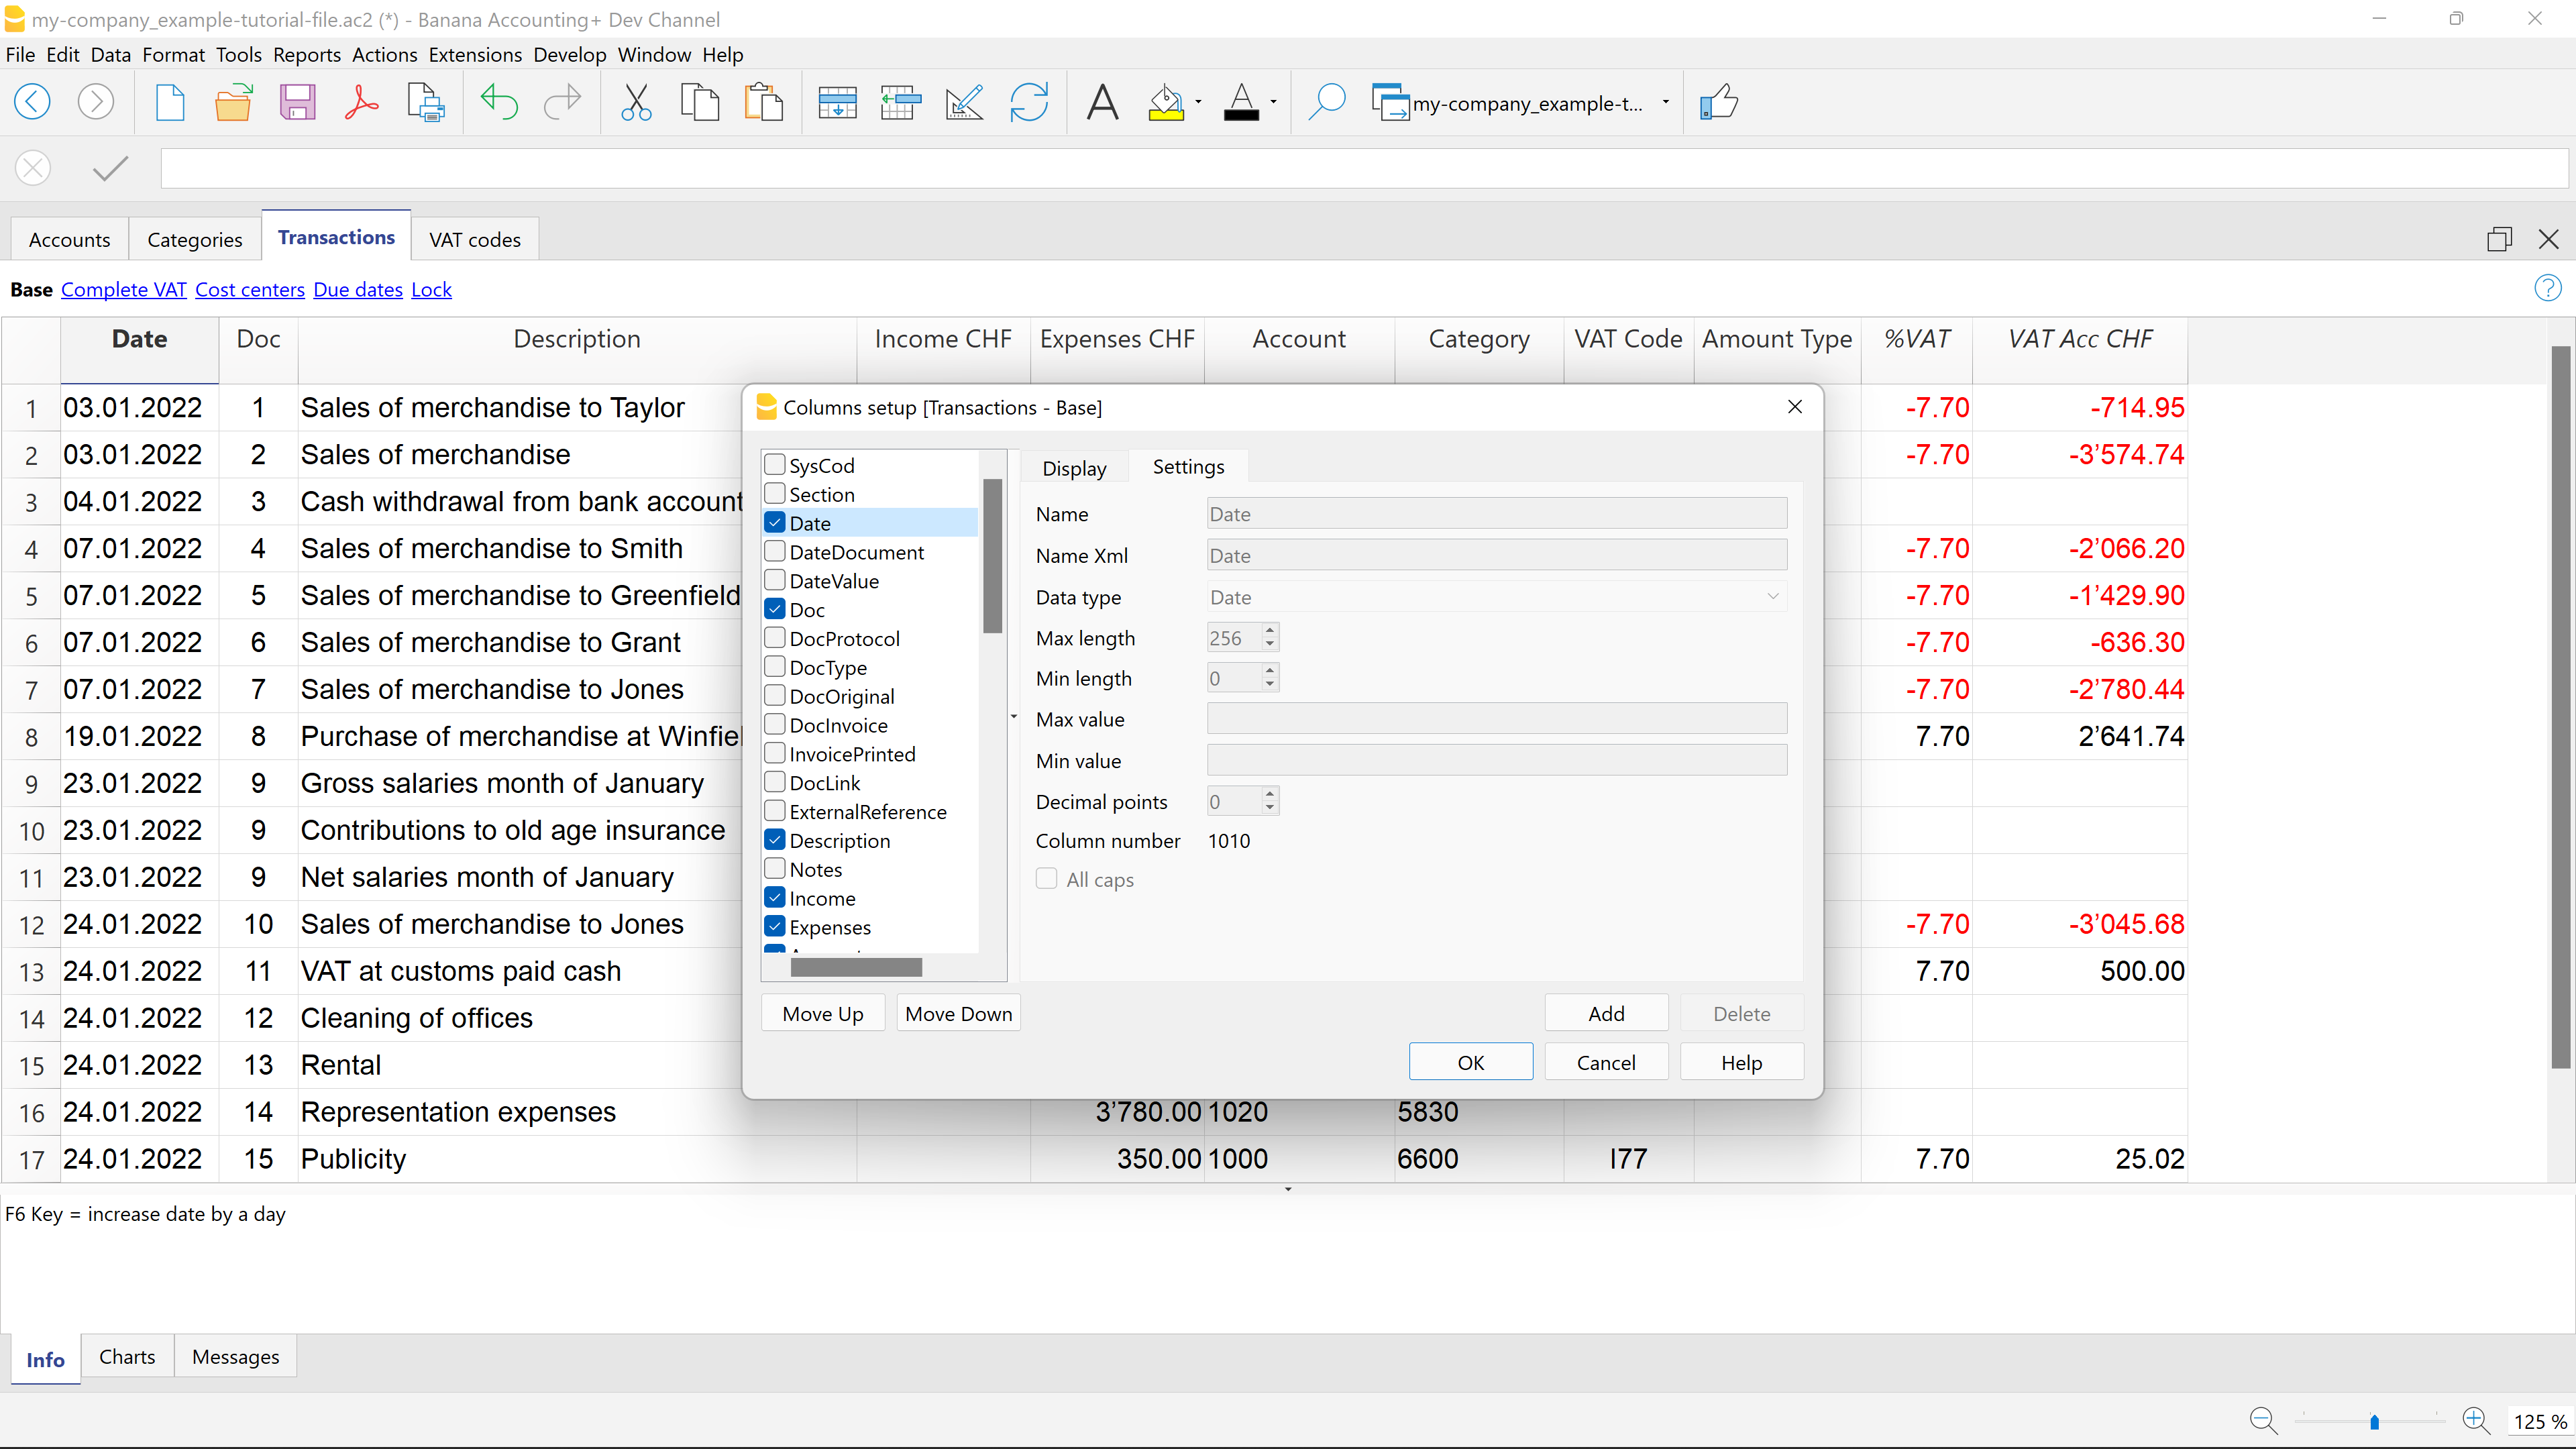 my-company_example-tutorial-file.ac2 (*) - Banana Accounting+ Dev Channel
File Edit Data Format Tools Reports Actions Extensions Develop Window Help
my-company_example-t...
Accounts Categories Transactions VAT codes
Base Complete VAT Cost centers Due dates Lock
Date Doc Description Income CHF Expenses CHF Account Category VAT Code Amount Type %VAT VAT Acc CHF
1 03.01.2022 1 Sales of merchandise to Taylor -7.70 -714.95
2 03.01.2022 2 Sales of merchandise -7.70 -3’574.74
3 04.01.2022 3 Cash withdrawal from bank account
4 07.01.2022 4 Sales of merchandise to Smith -7.70 -2’066.20
5 07.01.2022 5 Sales of merchandise to Greenfield -7.70 -1’429.90
6 07.01.2022 6 Sales of merchandise to Grant -7.70 -636.30
7 07.01.2022 7 Sales of merchandise to Jones -7.70 -2’780.44
8 19.01.2022 8 Purchase of merchandise at 7.70 2’641.74
9 23.01.2022 9 Gross salaries month of January
10 23.01.2022 9 Contributions to old age insurance
11 23.01.2022 9 Net salaries month of January
12 24.01.2022 10 Sales of merchandise to Jones -7.70 -3’045.68
13 24.01.2022 11 VAT at customs paid cash 7.70 500.00
14 24.01.2022 12 Cleaning of offices
15 24.01.2022 13 Rental
16 24.01.2022 14 Representation expenses 3’780.00 1020 5830
17 24.01.2022 15 Publicity 350.00 1000 6600 I77 7.70 25.02
Columns setup [Transactions - Base]
SysCod
Section
Date
DateDocument
DateValue
Doc
DocProtocol
DocType
DocOriginal
DocInvoice
InvoicePrinted
DocLink
ExternalReference
Description
Notes
Income
Expenses
Display Settings
Name Date
Name Xml Date
Data type Date
Max length 256
Min length 0
Max value
Min value
Decimal points 0
Column number 1010
All caps
Move Up Move Down Add Delete
OK Cancel Help
F6 Key = increase date by a day
Info Charts Messages
125 %